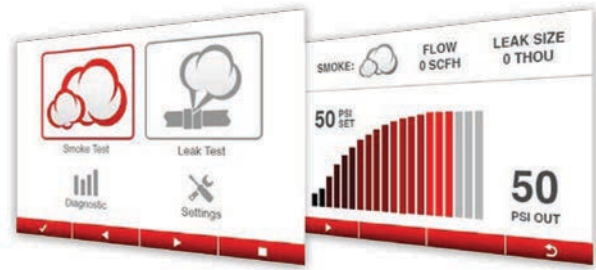 Smoke Test
Leak Test
Diagnostic
Settings
SMOKE:
FLOW
0 SCFH
LEAK SIZE
0 THOU
50 PSI SET
50
PSI OUT